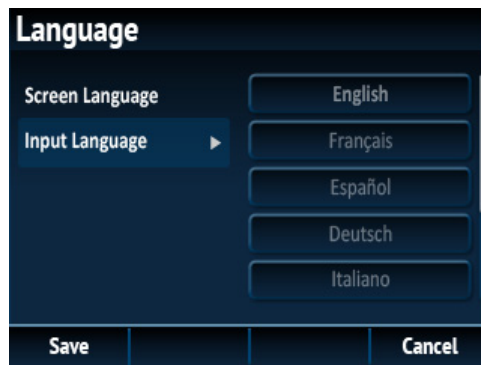 Language
Screen Language
Input Language
English
Français
Español
Deutsch
Italiano
Save
Cancel